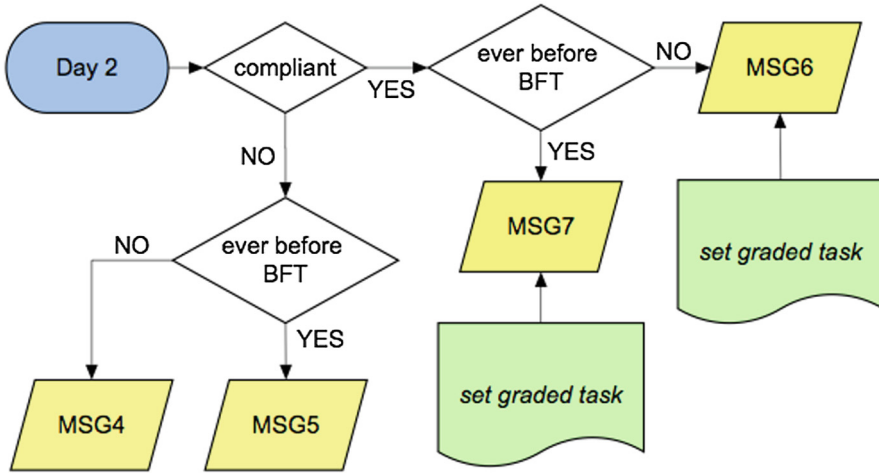 Day 2
compliant
YES
ever before
BFT
NO
MSG6
NO
YES
MSG7
set graded task
NO
ever before
BFT
YES
set graded task
MSG4
MSG5